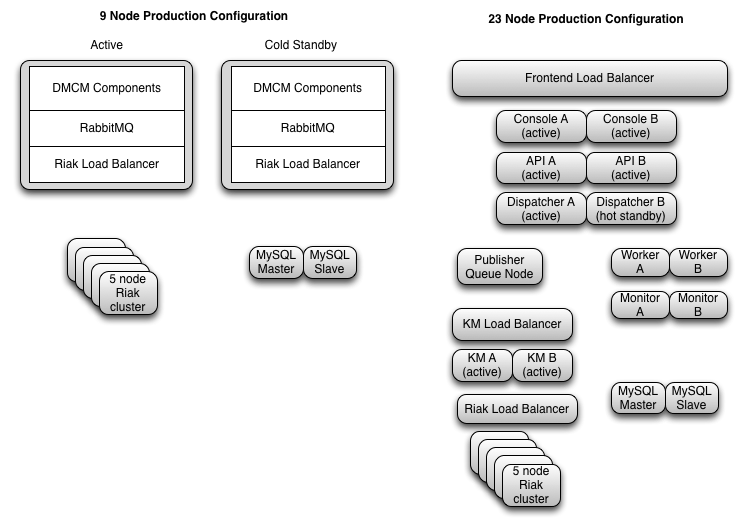 9 Node Production Configuration
Active
Cold Standby
DMCM Components
RabbitMQ
Riak Load Balancer
DMCM Components
RabbitMQ
Riak Load Balancer
5 node
Riak
cluster
MySQL
Master
MySQL
Slave
23 Node Production Configuration
Frontend Load Balancer
Console A
(active)
Console B
(active)
API A
(active)
API B
(active)
Dispatcher A
(active)
Dispatcher B
(hot standby)
Publisher
Queue Node
Worker
A
Worker
B
Monitor
A
Monitor
B
KM Load Balancer
KM A
(active)
KM B
(active)
MySQL
Master
MySQL
Slave
Riak Load Balancer
5 node
Riak
cluster